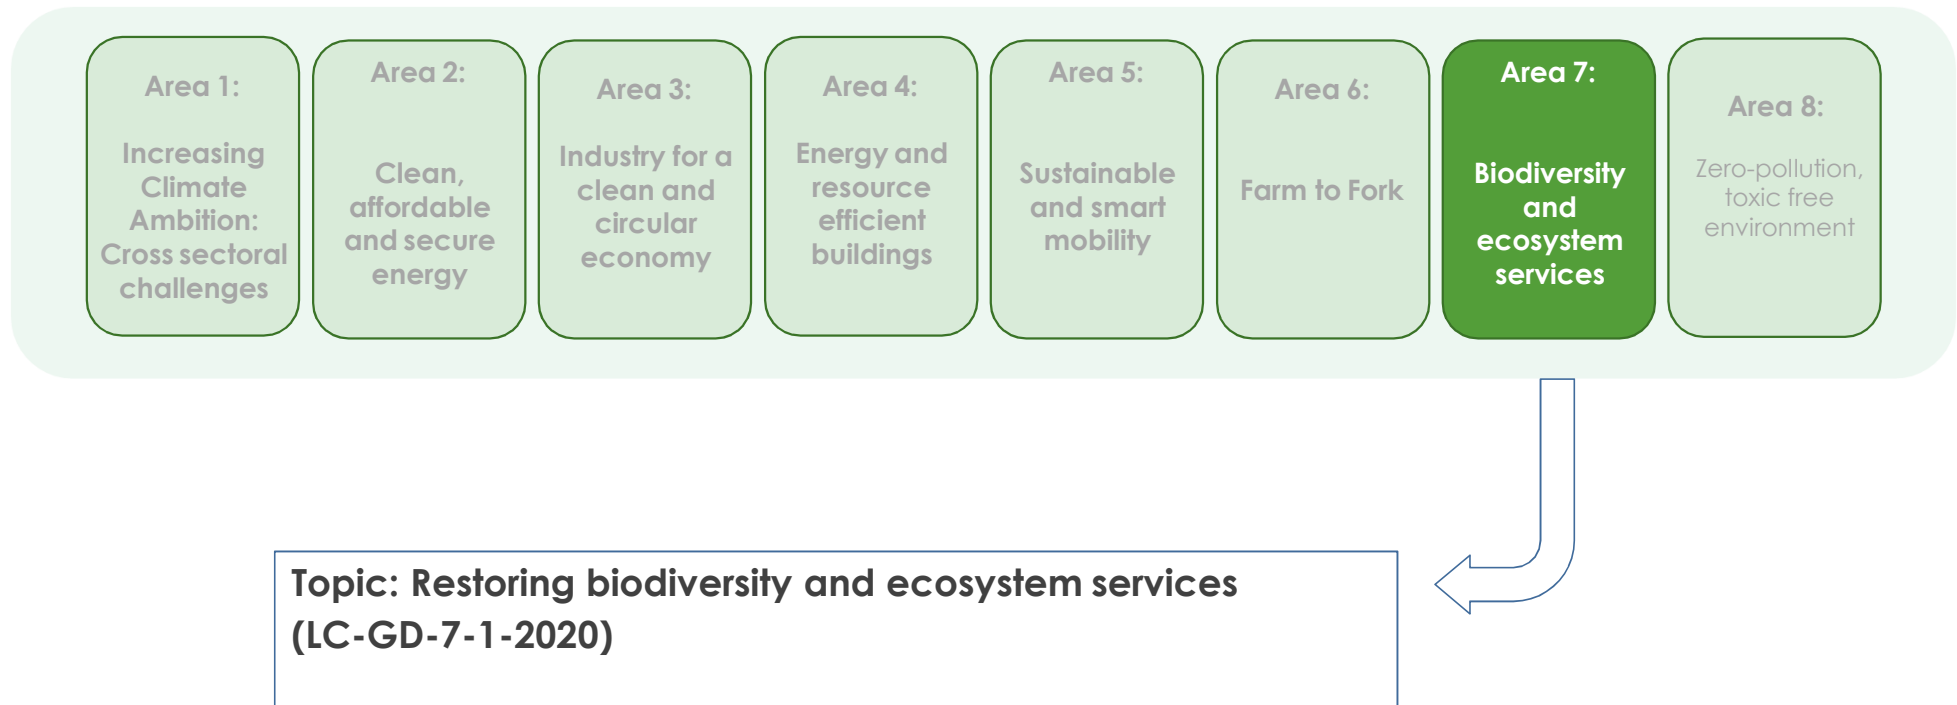 Area 1:
Increasing
Climate
Ambition:
Cross sectoral
challenges
Area 2:
Clean,
affordable
and secure
energy
Area 3:
Industry for a
clean and
circular
economy
Area 4:
Energy and
resource
efficient
buildings
Area 5:
Sustainable
and smart
mobility
Area 6:
Farm to Fork
Area 7:
Biodiversity
and
ecosystem
services
Area 8:
Zero-pollution,
toxic free
environment
Topic: Restoring biodiversity and ecosystem services
(LC-GD-7-1-2020)